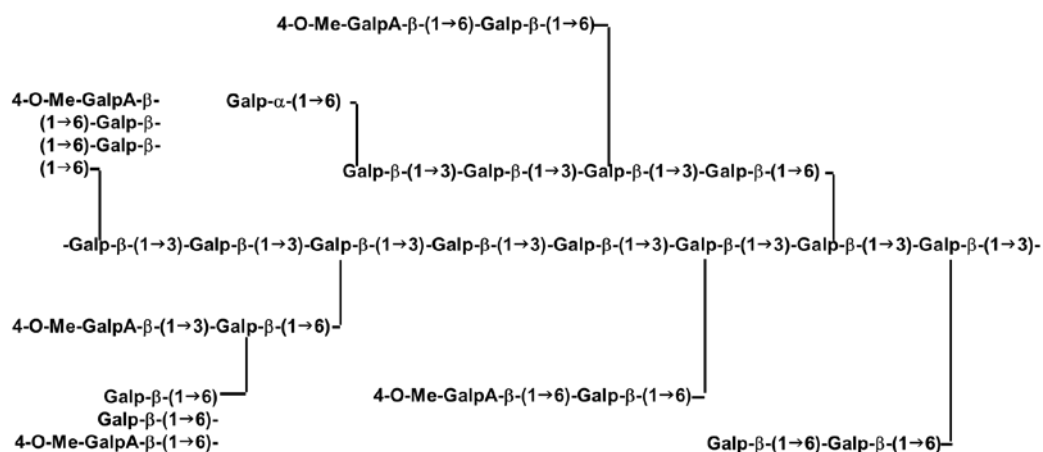 4-O-Me-GalpA-β-(1→6)-Galp-β-(1→6)-
4-O-Me-GalpA-β-
(1→6)-Galp-β-
(1→6)-Galp-β-
(1→6)-
Galp-α-(1→6) -
Galp-β-(1→3)-Galp-β-(1→3)-Galp-β-(1→3)-Galp-β-(1→6) -
-Galp-β-(1→3)-Galp-β-(1→3)-Galp-β-(1→3)-Galp-β-(1→3)-Galp-β-(1→3)-Galp-β-(1→3)-Galp-β-(1→3)-Galp-β-(1→3)-
4-O-Me-GalpA-β-(1→3)-Galp-β-(1→6)-
Galp-β-(1→6)-
Galp-β-(1→6)-
4-O-Me-GalpA-β-(1→6)-
4-O-Me-GalpA-β-(1→6)-Galp-β-(1→6)-
Galp-β-(1→6)-Galp-β-(1→6)-